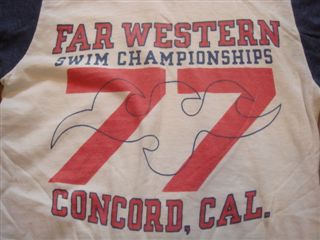 FAR WESTERN
SWIM CHAMPIONSHIPS
77
CONCORD, CAL.